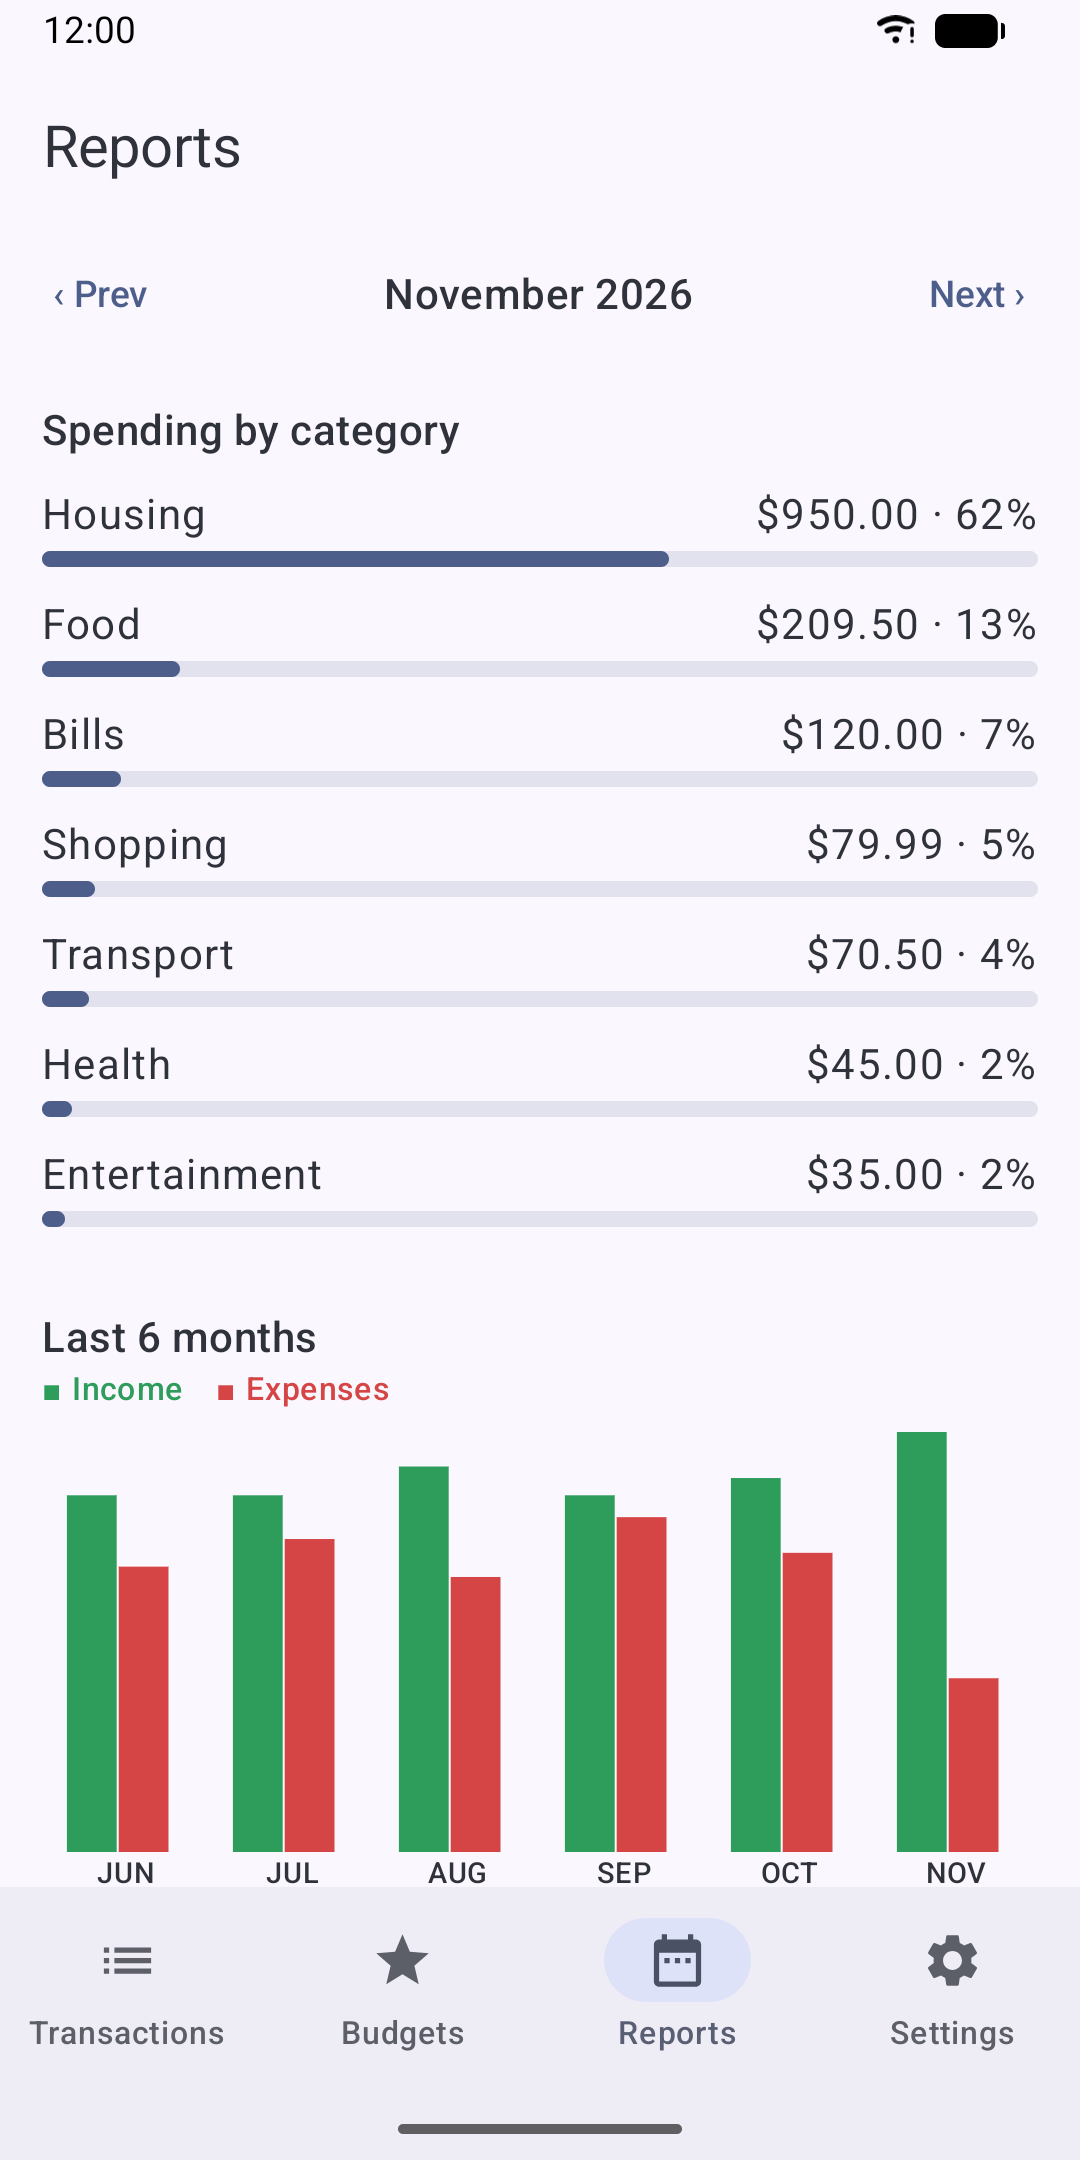 12:00
Reports
‹ Prev November 2026 Next ›
Spending by category
Housing $950.00 · 62%
Food $209.50 · 13%
Bills $120.00 · 7%
Shopping $79.99 · 5%
Transport $70.50 · 4%
Health $45.00 · 2%
Entertainment $35.00 · 2%
Last 6 months
Income Expenses
JUN JUL AUG SEP OCT NOV
Transactions Budgets Reports Settings